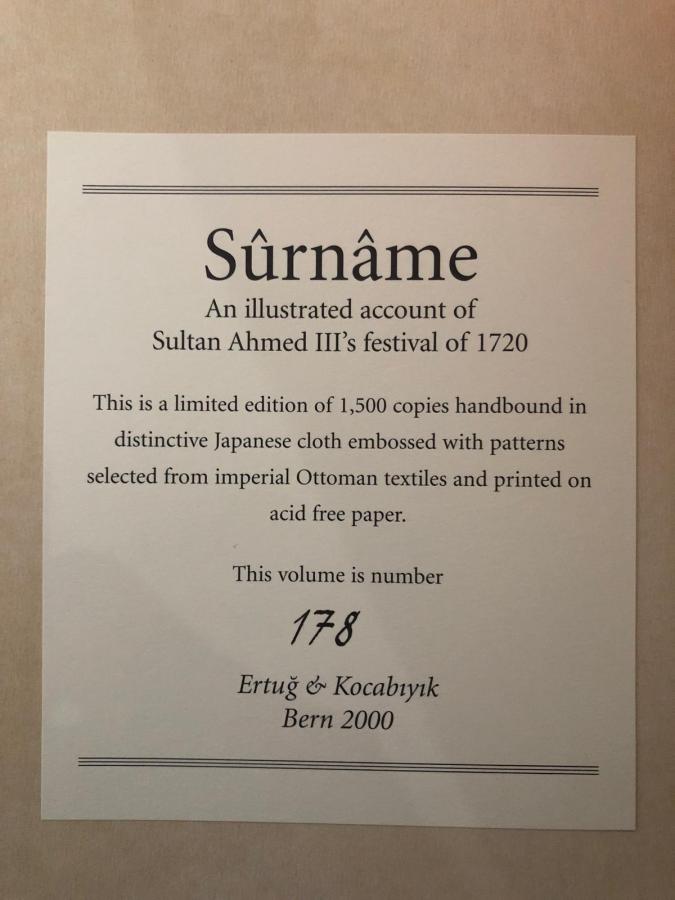 Sûrnâme
An illustrated account of
Sultan Ahmed III’s festival of 1720
This is a limited edition of 1,500 copies handbound in
distinctive Japanese cloth embossed with patterns
selected from imperial Ottoman textiles and printed on
acid free paper.
This volume is number
178
Ertuğ & Kocabıyık
Bern 2000